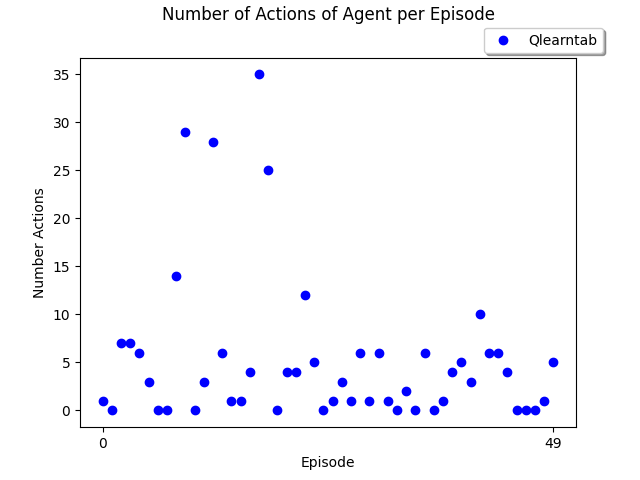 Number of Actions of Agent per Episode
Qlearntab
35
30
25
20
15
10
5
0
Number Actions
0 49
Episode